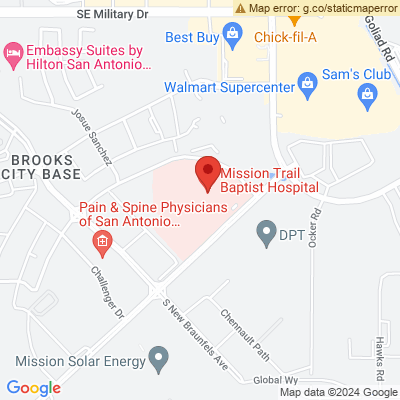 SE Military Dr
Map error: g.co/staticmaperror
Goliad Rd
Best Buy
Chick-fil-A
Embassy Suites by
Hilton San Antonio...
Walmart Supercenter
Sam's Club
Josue Sanchez
BROOKS
CITY BASE
Mission Trail
Baptist Hospital
Pain & Spine Physicians
of San Antonio...
Ocker Rd
DPT
Challenger Dr
S New Braunfels Ave
Chennault Path
Mission Solar Energy
Hawks Rd
Global Wy
Google
Map data ©2024 Google